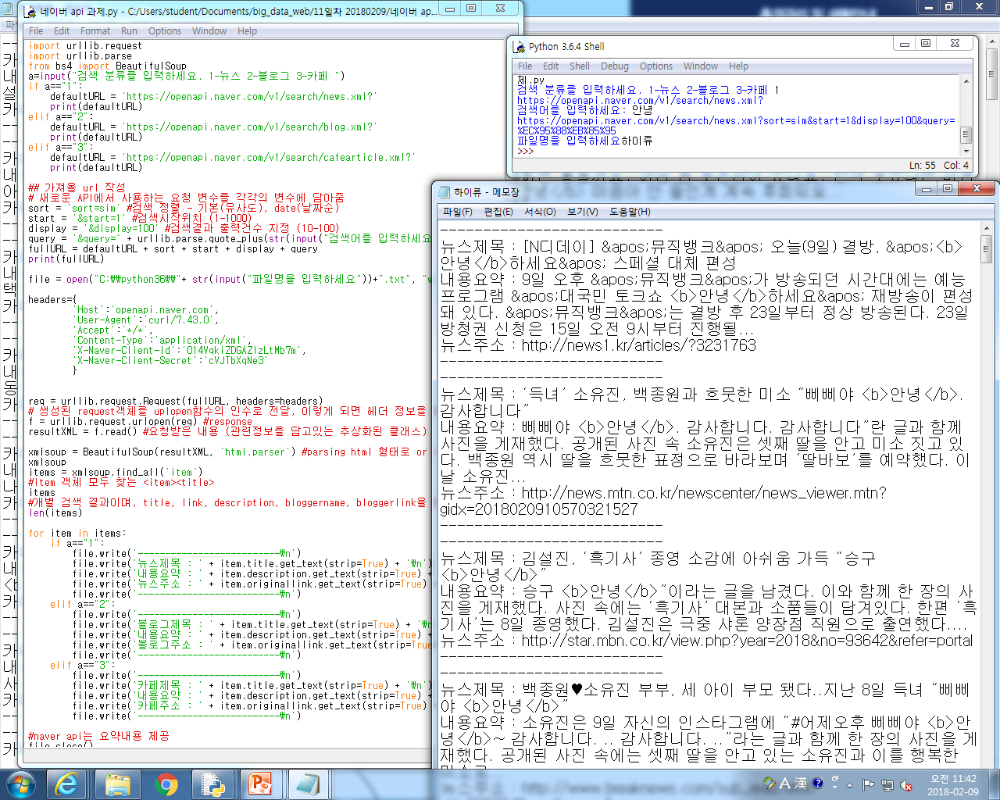 네이버 api 과제.py - C:/Users/student/Documents/big_data_web/11일차 20180209/네이버 ap...
File Edit Format Run Options Window Help
import urllib.request
import urllib.parse
from bs4 import BeautifulSoup
a=input("검색 분류를 입력하세요. 1-뉴스 2-블로그 3-카페 ")
if a=="1":
defaultURL = 'https://openapi.naver.com/v1/search/news.xml?'
print(defaultURL)
elif a=="2":
defaultURL = 'https://openapi.naver.com/v1/search/blog.xml?'
print(defaultURL)
elif a=="3":
defaultURL = 'https://openapi.naver.com/v1/search/cafearticle.xml?'
print(defaultURL)
## 가져올 url 작성
# 새로운 API에서 사용하는 요청 변수를 각각의 변수에 담아줌
sort = 'sort=sim' #검색 정렬 - 기본(유사도), date(날짜순)
start = '&start=1' #검색시작위치 (1-1000)
display = '&display=100' #검색결과 출력건수 지정 (10-100)
query = '&query=' + urllib.parse.quote_plus(str(input("검색어를 입력하세요
fullURL = defaultURL + sort + start + display + query
print(fullURL)
file = open("C:₩₩python36₩₩"+ str(input("파일명을 입력하세요"))+".txt", "w
headers={
'Host':'openapi.naver.com',
'User-Agent':'curl/7.43.0',
'Accept':'*/*',
'Content-Type':'application/xml',
'X-Naver-Client-Id':'O14VqkiZDGAZIzLtMb7m',
'X-Naver-Client-Secret':'cVJTbXqNe3'
}
req = urllib.request.Request(fullURL, headers=headers)
# 생성된 request객체를 uplopen함수의 인수로 전달, 이렇게 되면 헤더 정보를
f = urllib.request.urlopen(req) #response
resultXML = f.read() #요청받은 내용 (관련정보를 담고있는 추상화된 클래스)
xmlsoup = BeautifulSoup(resultXML, 'html.parser') #parsing html 형태로 or
xmlsoup
items = xmlsoup.find_all('item')
#item 객체 모두 찾는 <item><title>
items
#개별 검색 결과이며, title, link, description, bloggername, bloggerlink을
len(items)
for item in items:
if a=="1":
file.write('--------------------------₩n')
file.write('뉴스제목 : ' + item.title.get_text(strip=True) + '₩n')
file.write('내용요약 : ' + item.description.get_text(strip=True) +
file.write('뉴스주소 : ' + item.originallink.get_text(strip=True)
file.write('--------------------------₩n')
elif a=="2":
file.write('--------------------------₩n')
file.write('블로그제목 : ' + item.title.get_text(strip=True) + '₩n
file.write('내용요약 : ' + item.description.get_text(strip=True) +
file.write('블로그주소 : ' + item.originallink.get_text(strip=True
file.write('--------------------------₩n')
elif a=="3":
file.write('--------------------------₩n')
file.write('카페제목 : ' + item.title.get_text(strip=True) + '₩n')
file.write('내용요약 : ' + item.description.get_text(strip=True) +
file.write('카페주소 : ' + item.originallink.get_text(strip=True)
file.write('--------------------------₩n')
#naver api는 요약내용 제공
file.close()
Python 3.6.4 Shell
File Edit Shell Debug Options Window Help
제.py
검색 분류를 입력하세요. 1-뉴스 2-블로그 3-카페 1
https://openapi.naver.com/v1/search/news.xml?
검색어를 입력하세요: 안녕
https://openapi.naver.com/v1/search/news.xml?sort=sim&start=1&display=100&query=
%EC%95%88%EB%85%95
파일명을 입력하세요하이류
>>>
Ln: 55 Col: 4
하이류 - 메모장
파일(F) 편집(E) 서식(O) 보기(V) 도움말(H)
--------------------------
뉴스제목 : [N디데이] &apos;뮤직뱅크&apos; 오늘(9일) 결방, &apos;<b>
안녕</b>하세요&apos; 스페셜 대체 편성
내용요약 : 9일 오후 &apos;뮤직뱅크&apos;가 방송되던 시간대에는 예능
프로그램 &apos;대국민 토크쇼 <b>안녕</b>하세요&apos; 재방송이 편성
돼 있다. &apos;뮤직뱅크&apos;는 결방 후 23일부터 정상 방송된다. 23일
방청권 신청은 15일 오전 9시부터 진행될...
뉴스주소 : http://news1.kr/articles/?3231763
--------------------------
--------------------------
뉴스제목 : ‘득녀’ 소유진, 백종원과 흐뭇한 미소 “삐삐야 <b>안녕</b>.
감사합니다”
내용요약 : 삐삐야 <b>안녕</b>. 감사합니다. 감사합니다”란 글과 함께
사진을 게재했다. 공개된 사진 속 소유진은 셋째 딸을 안고 미소 짓고 있
다. 백종원 역시 딸을 흐뭇한 표정으로 바라보며 ‘딸바보’를 예약했다. 이
날 소유진...
뉴스주소 : http://news.mtn.co.kr/newscenter/news_viewer.mtn?
gidx=2018020910570321527
--------------------------
--------------------------
뉴스제목 : 김설진, ‘흑기사’ 종영 소감에 아쉬움 가득 “승구
<b>안녕</b>”
내용요약 : 승구 <b>안녕</b>”이라는 글을 남겼다. 이와 함께 한 장의 사
진을 게재했다. 사진 속에는 ‘흑기사’ 대본과 소품들이 담겨있다. 한편 ‘흑
기사’는 8일 종영했다. 김설진은 극중 샤론 양장점 직원으로 출연했다....
뉴스주소 : http://star.mbn.co.kr/view.php?year=2018&no=93642&refer=portal
--------------------------
--------------------------
뉴스제목 : 백종원♥소유진 부부, 세 아이 부모 됐다..지난 8일 득녀 “삐삐
야 <b>안녕</b>”
내용요약 : 소유진은 9일 자신의 인스타그램에 “#어제오후 삐삐야 <b>안
녕</b>~ 감사합니다. .. 감사합니다. ..”라는 글과 함께 한 장의 사진을 게
재했다. 공개된 사진 속에는 셋째 딸을 안고 있는 소유진과 이를 행복한
A 漢
오전 11:42
2018-02-09